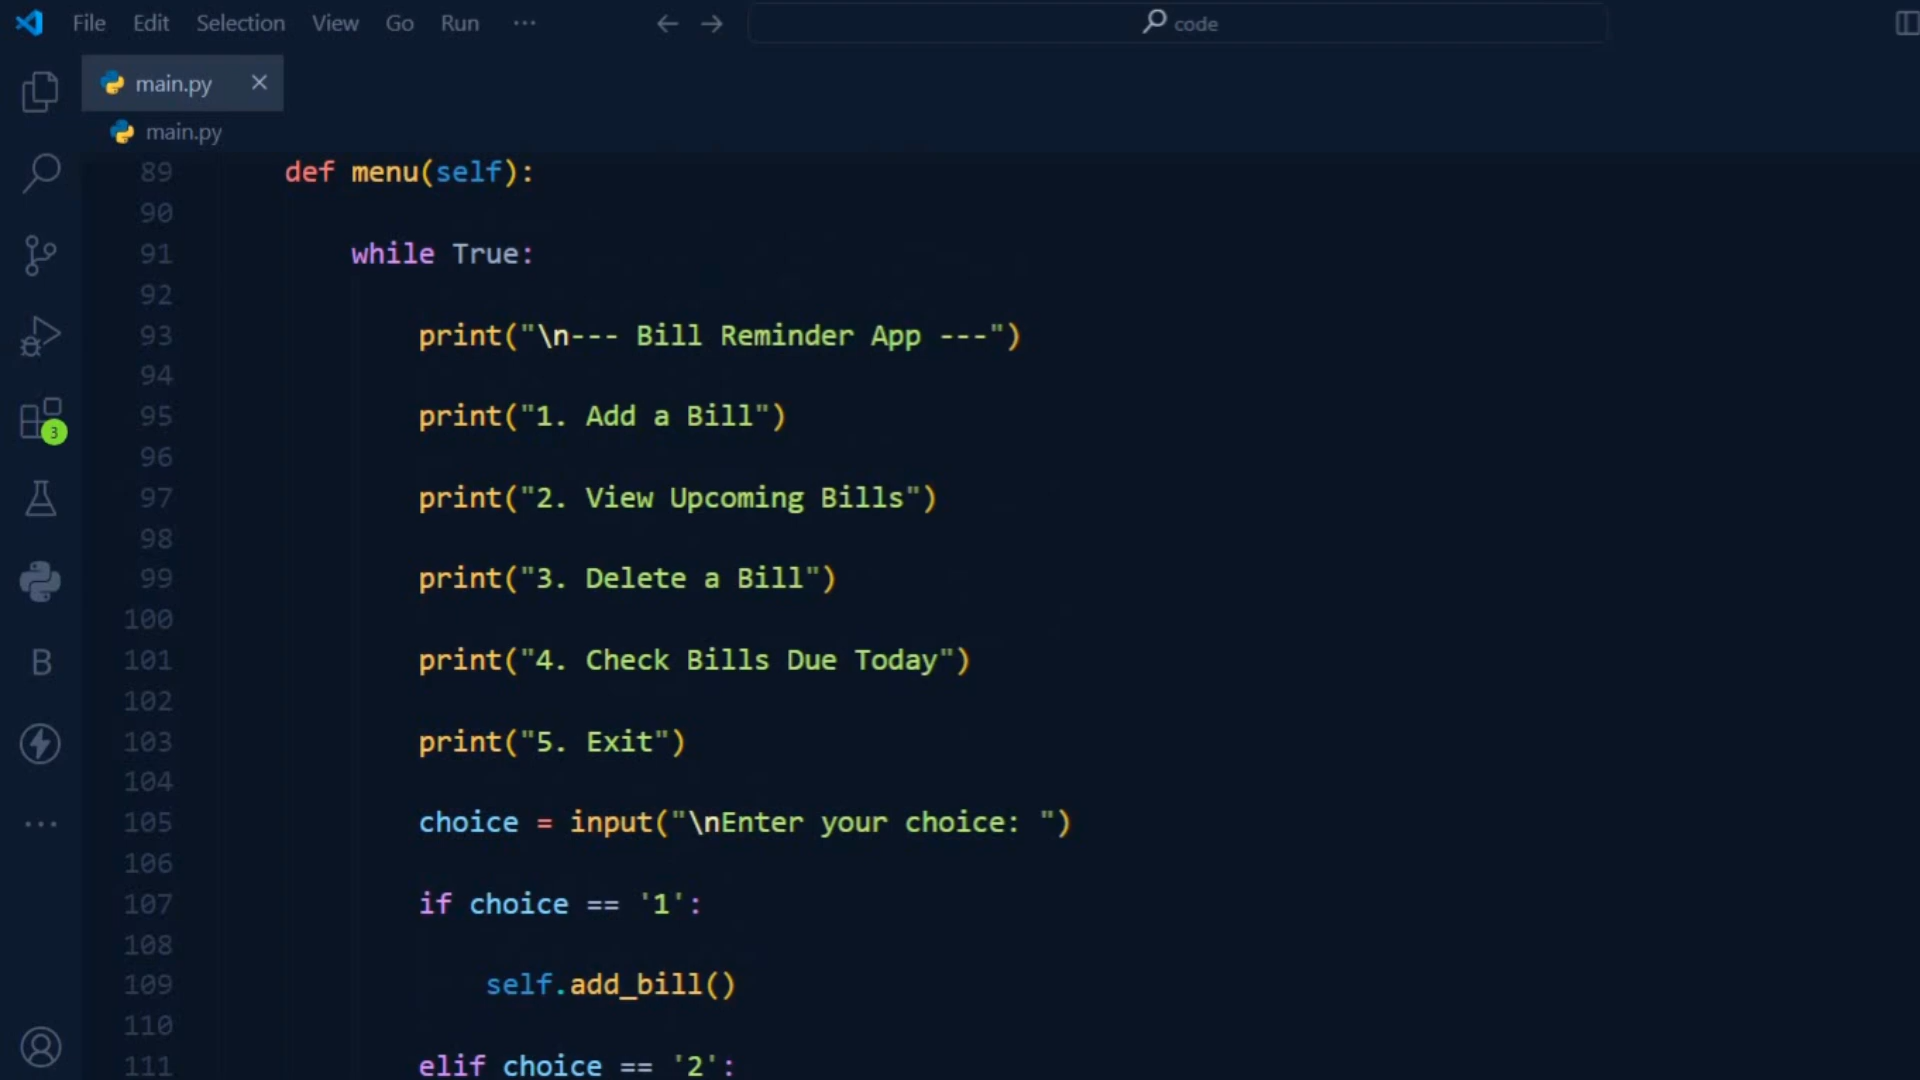 File Edit Selection View Go Run ··· code
main.py
main.py
89 def menu(self):
90
91 while True:
92
93 print("\n--- Bill Reminder App ---")
94
95 print("1. Add a Bill")
96
97 print("2. View Upcoming Bills")
98
99 print("3. Delete a Bill")
100
101 print("4. Check Bills Due Today")
102
103 print("5. Exit")
104
105 choice = input("\nEnter your choice: ")
106
107 if choice == '1':
108
109 self.add_bill()
110
111 elif choice == '2':
3
B